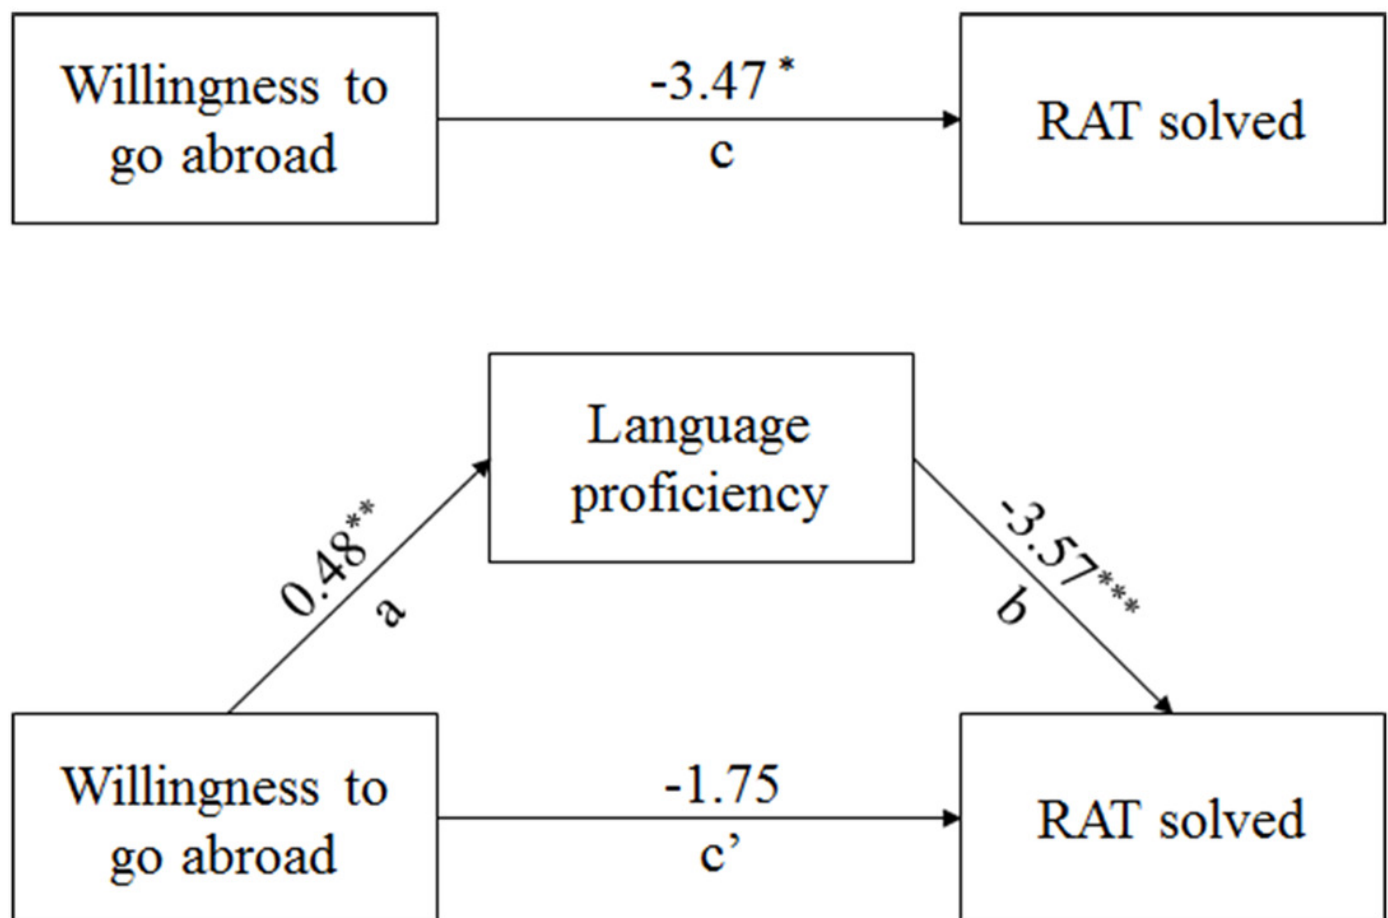 Willingness to
go abroad
-3.47 *
c
RAT solved
Language
proficiency
0.48**
a
-3.57***
b
Willingness to
go abroad
-1.75
c’
RAT solved